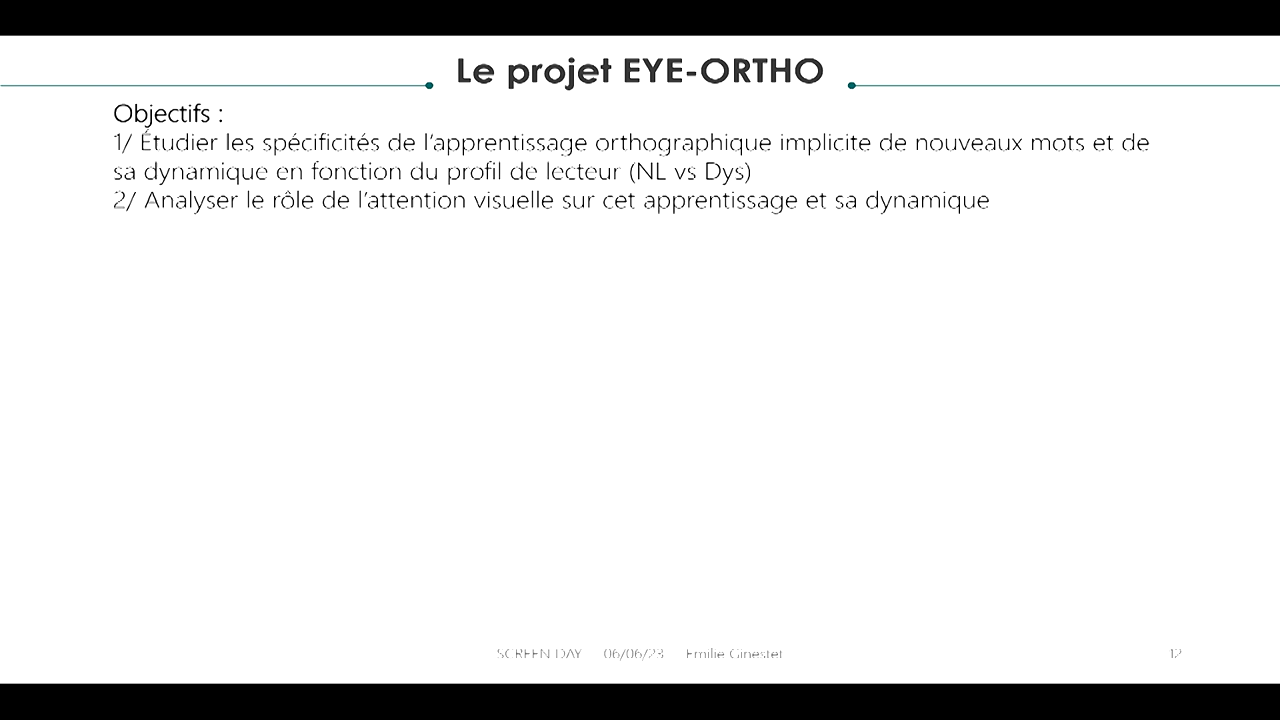 Le projet EYE-ORTHO
Objectifs :
1/ Étudier les spécificités de l'apprentissage orthographique implicite de nouveaux mots et de
sa dynamique en fonction du profil de lecteur (NL vs Dys)
2/ Analyser le rôle de l'attention visuelle sur cet apprentissage et sa dynamique
SCREEN DAY 06/06/23 Emilie Ginestet 12